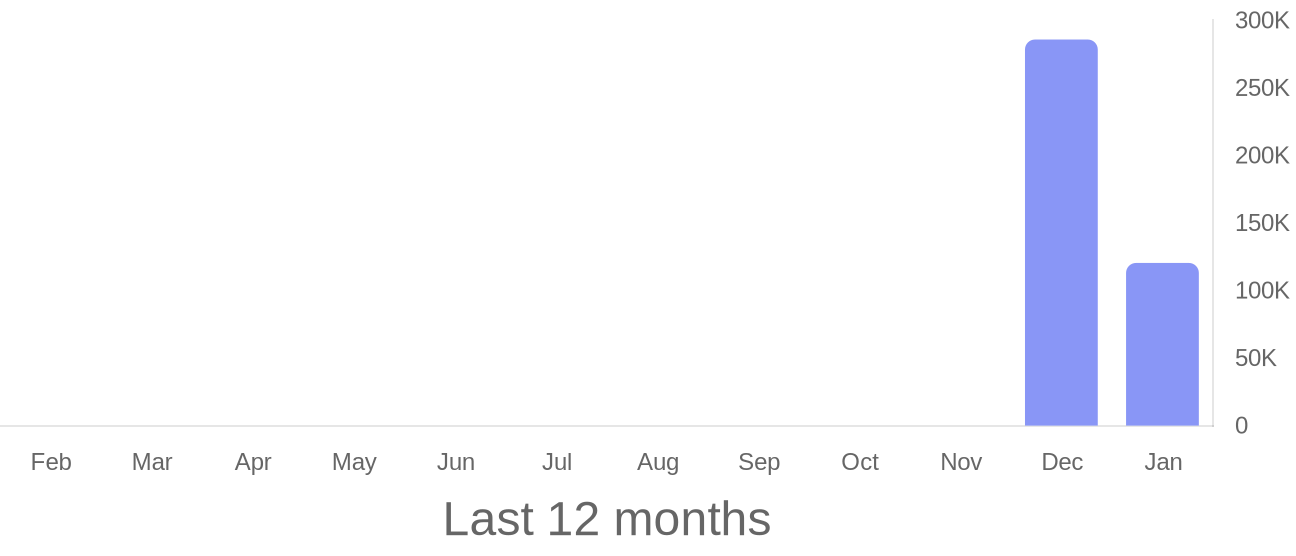 300K
250K
200K
150K
100K
50K
0
Feb Mar Apr May Jun Jul Aug Sep Oct Nov Dec Jan
Last 12 months